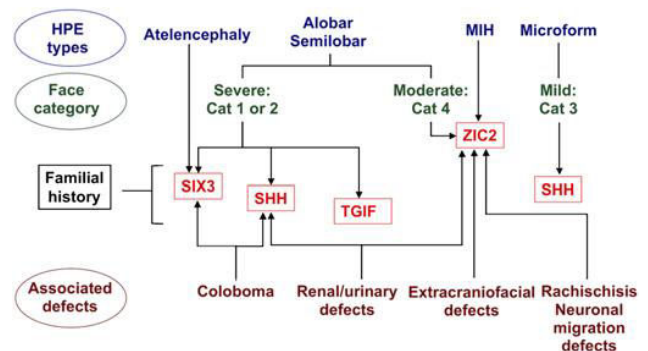 HPE
types
Atelencephaly
Alobar
Semilobar
MIH
Microform
Face
category
Severe:
Cat 1 or 2
Moderate:
Cat 4
Mild:
Cat 3
ZIC2
Familial
history
SIX3
SHH
TGIF
SHH
Associated
defects
Coloboma
Renal/urinary
defects
Extracraniofacial
defects
Rachischisis
Neuronal
migration
defects